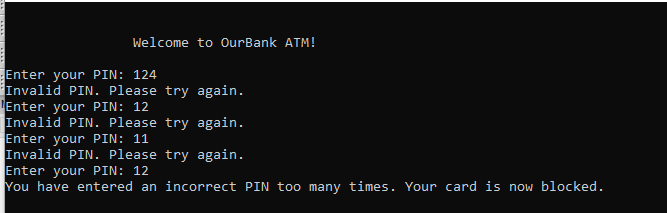 Welcome to OurBank ATM!
Enter your PIN: 124
Invalid PIN. Please try again.
Enter your PIN: 12
Invalid PIN. Please try again.
Enter your PIN: 11
Invalid PIN. Please try again.
Enter your PIN: 12
You have entered an incorrect PIN too many times. Your card is now blocked.